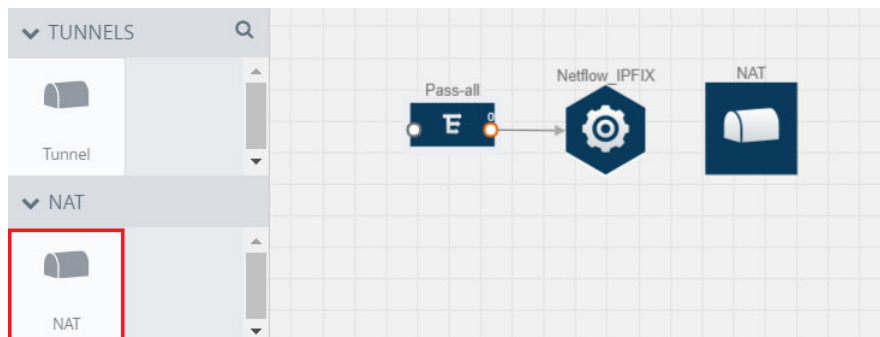 TUNNELS
Tunnel
NAT
NAT
Pass-all
0
Netflow_IPFIX
NAT